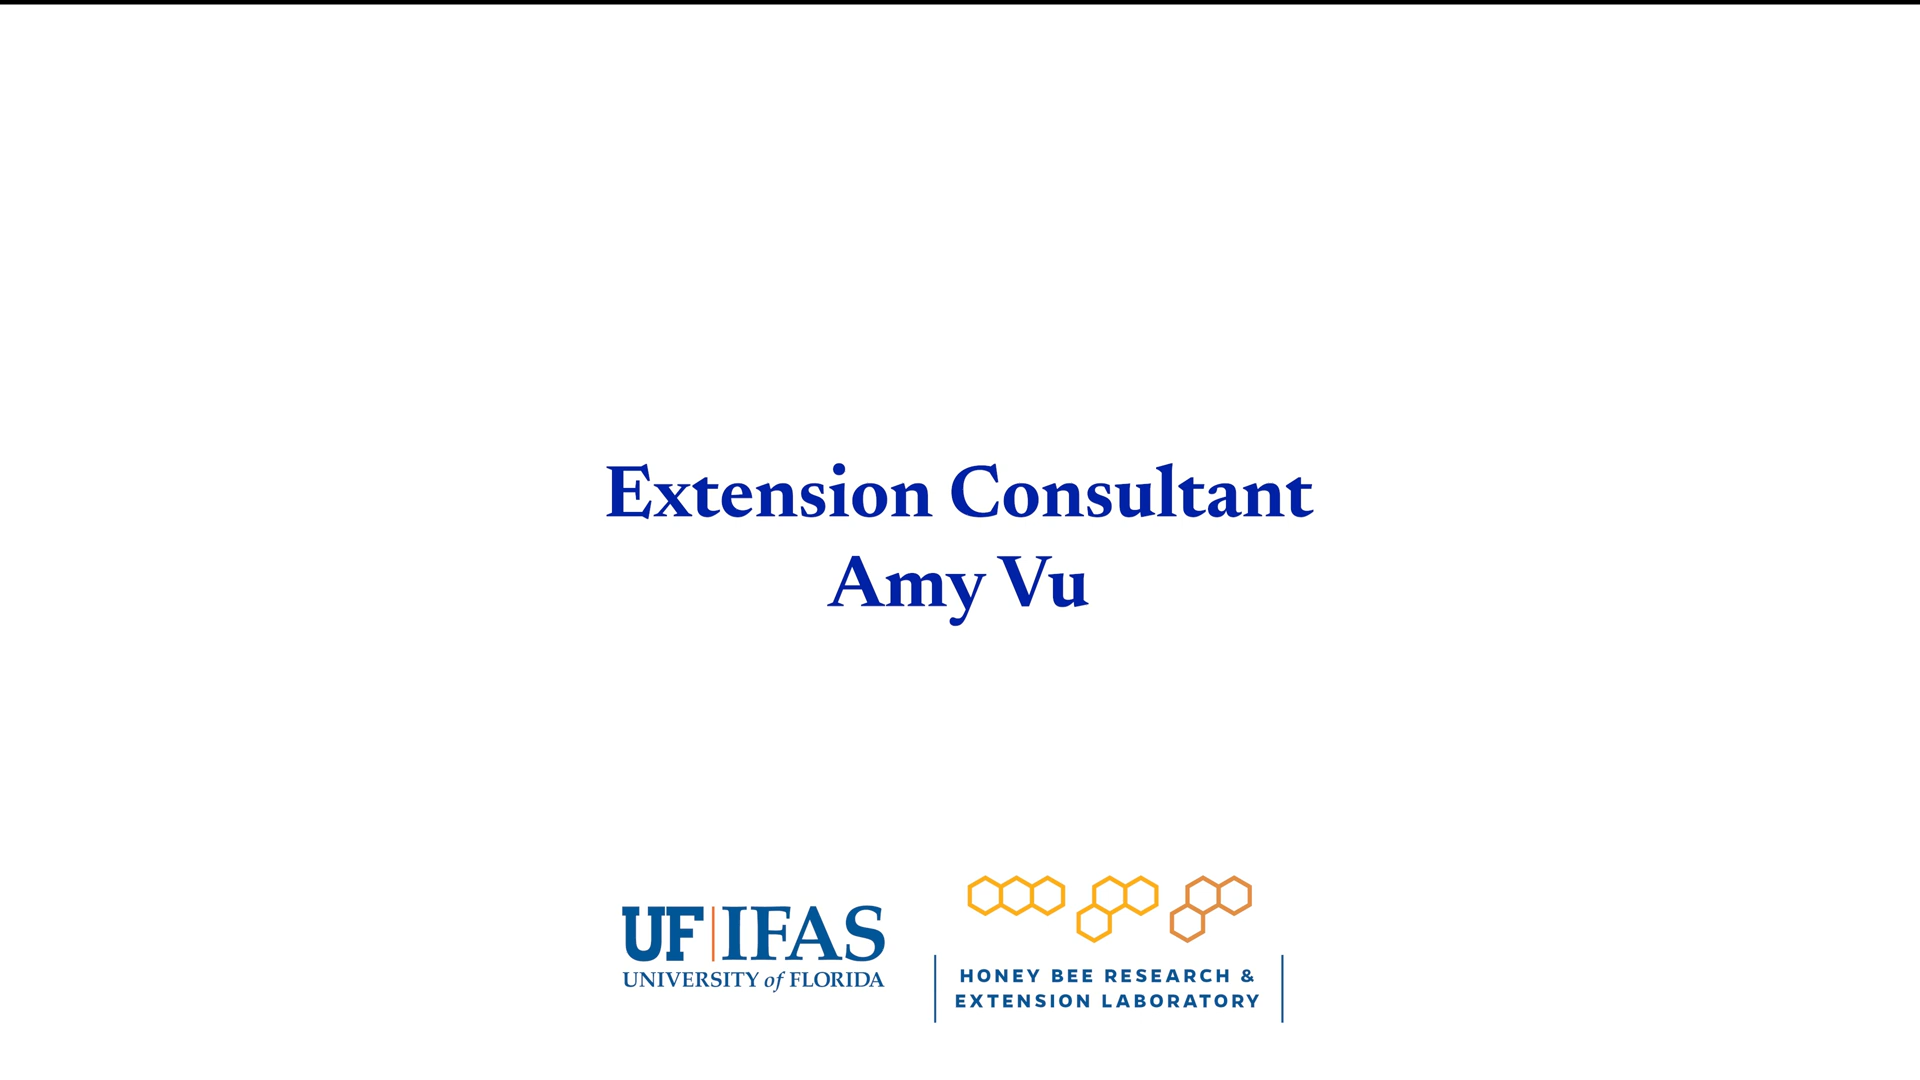 Extension Consultant
Amy Vu
UF|IFAS
UNIVERSITY of FLORIDA
HONEY BEE RESEARCH &
EXTENSION LABORATORY